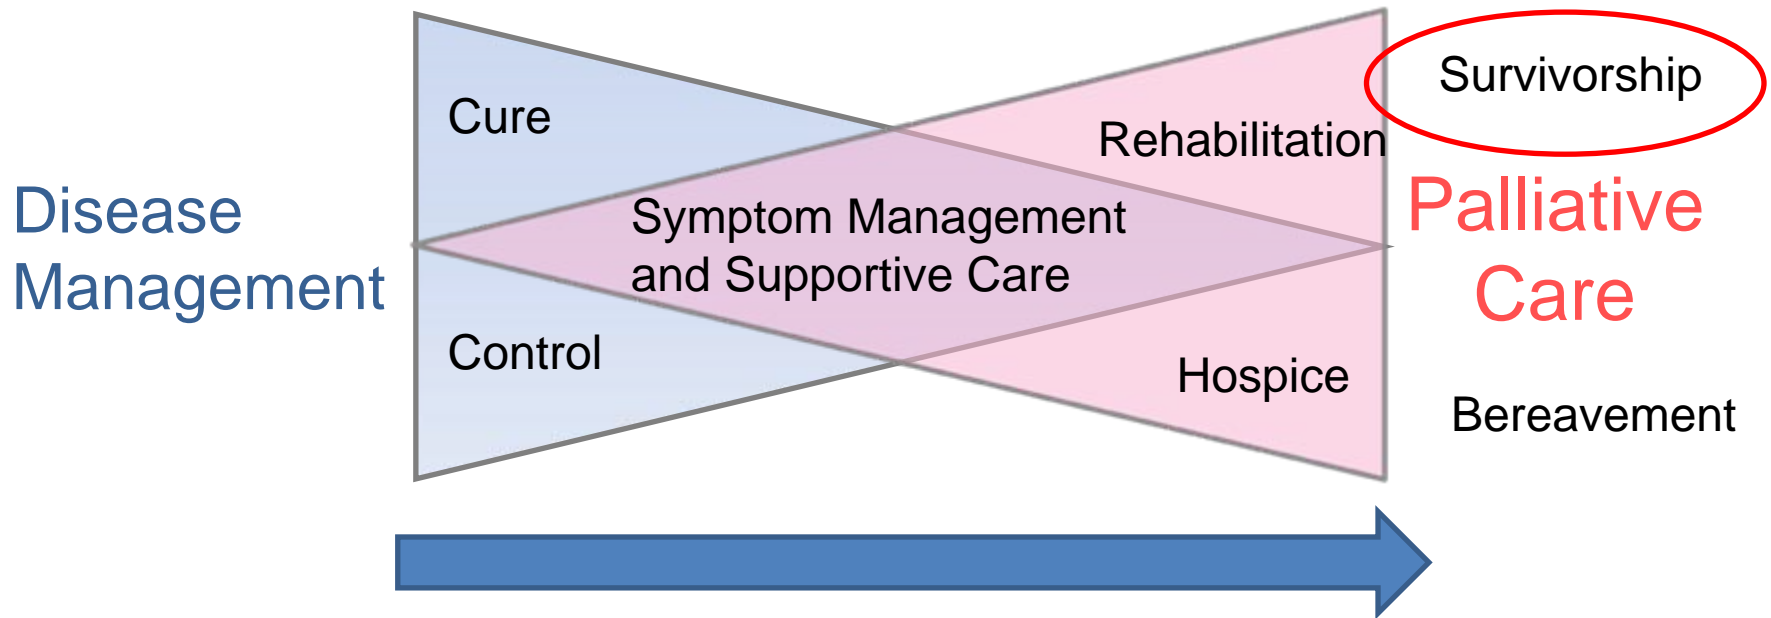 Disease
Management
Cure
Control
Symptom Management
and Supportive Care
Rehabilitation
Hospice
Survivorship
Palliative
Care
Bereavement